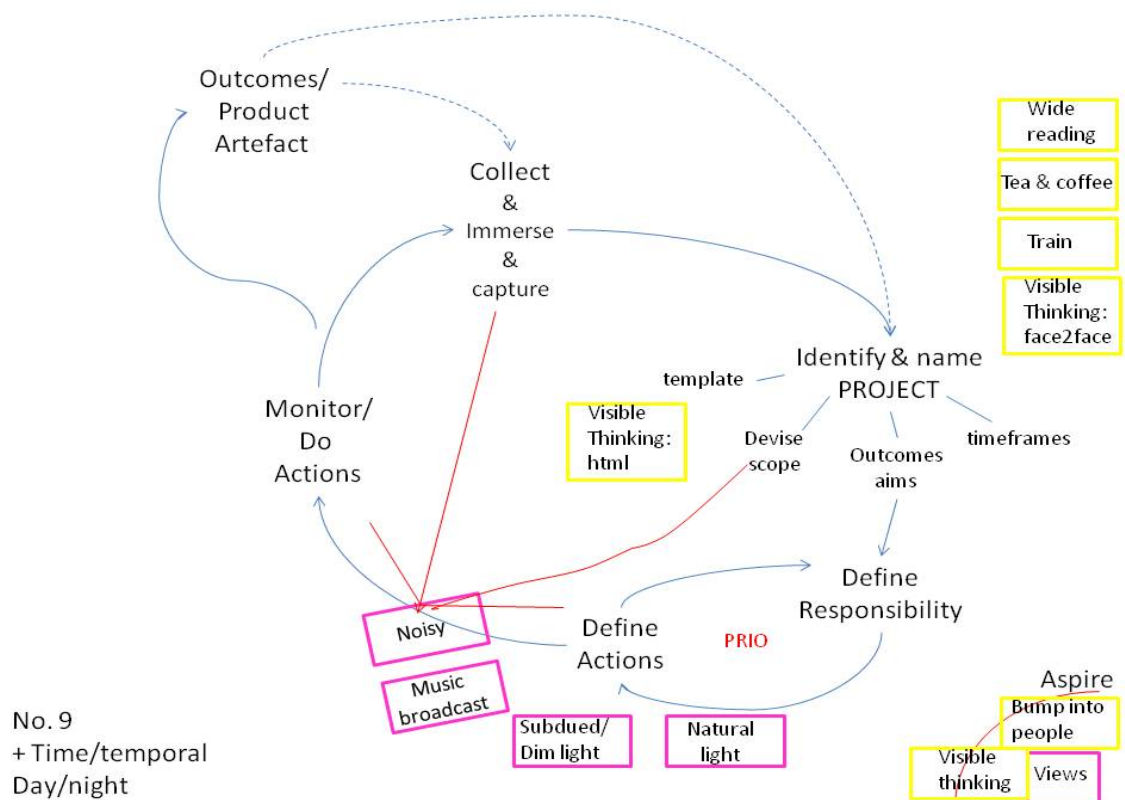 Outcomes/
Product
Artefact
Collect
&
Immerse
&
capture
Wide
reading
Tea & coffee
Train
Visible
Thinking:
face2face
Identify & name
PROJECT
template
Devise
scope
Outcomes
aims
timeframes
Visible
Thinking:
html
Monitor/
Do
Actions
Define
Responsibility
Define
Actions
PRIO
Noisy
Music
broadcast
Subdued/
Dim light
Natural
light
Aspire
Bump into
people
Visible
thinking
Views
No. 9
+ Time/temporal
Day/night